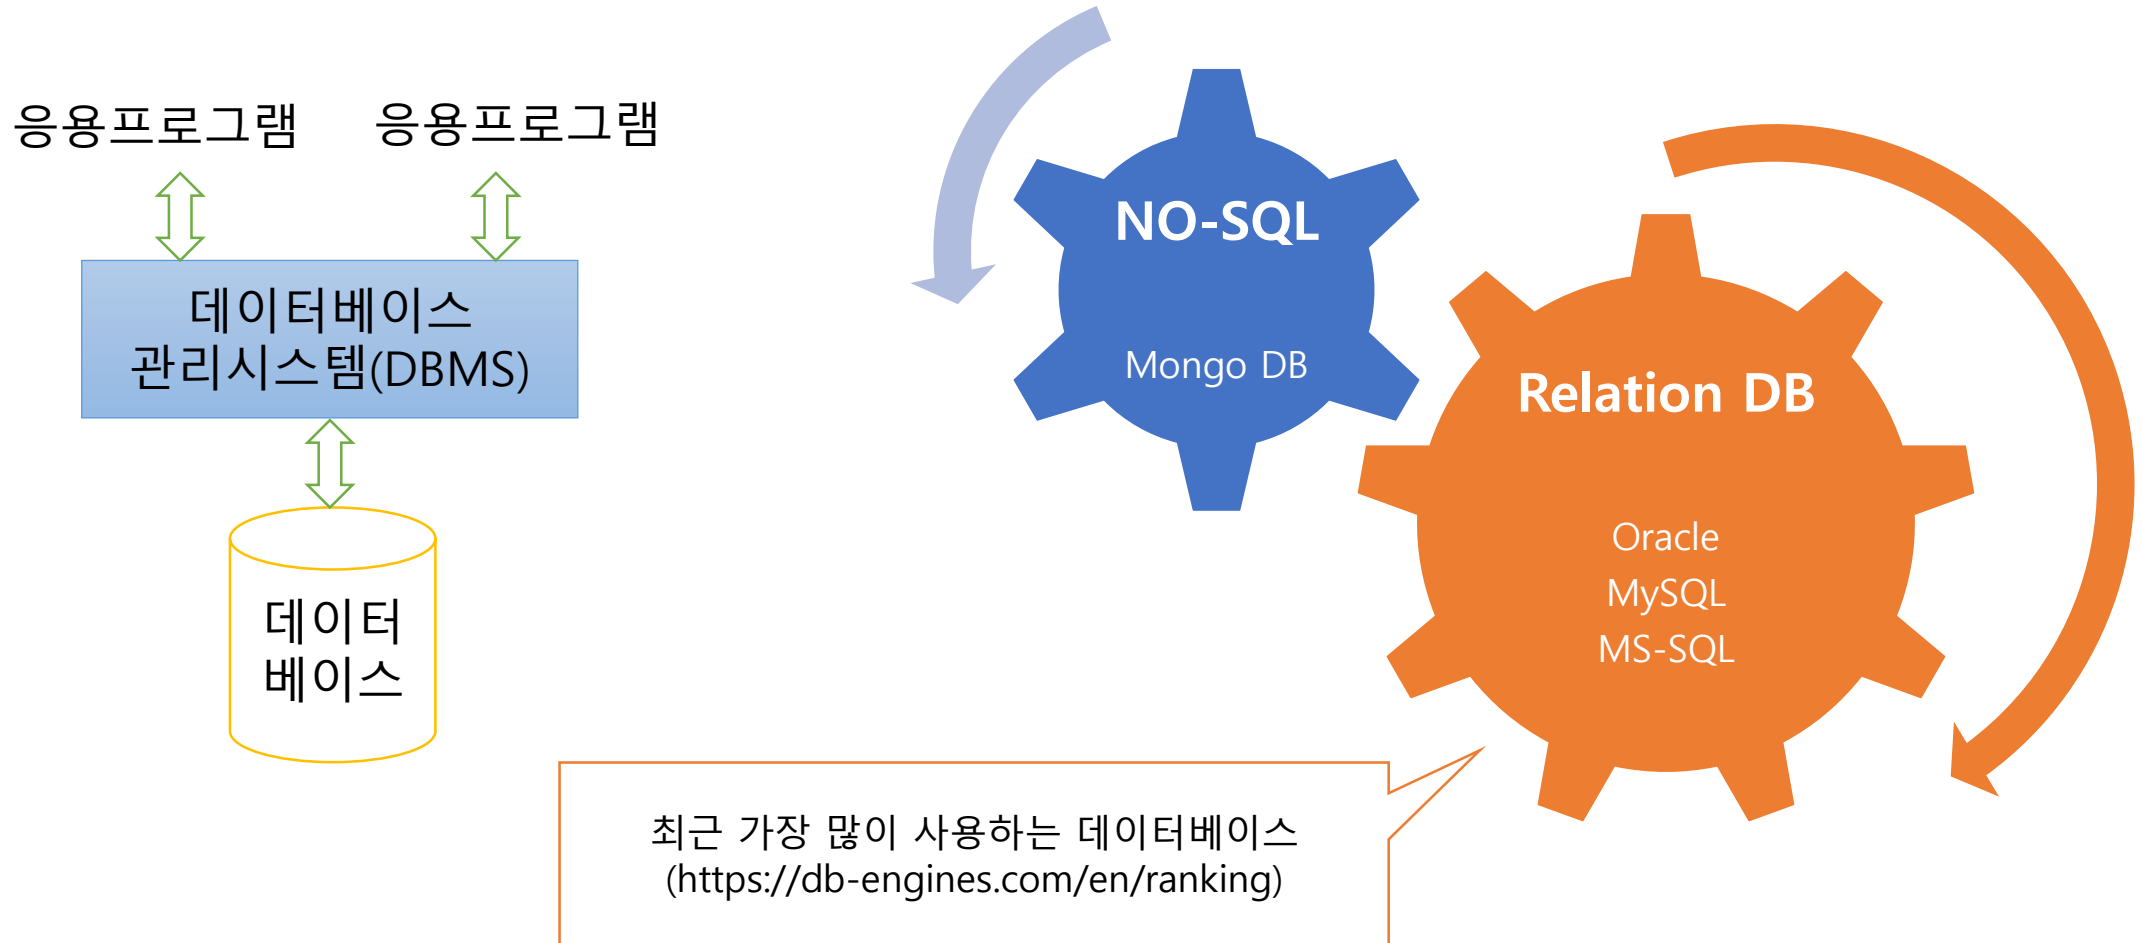 응용프로그램
응용프로그램
데이터베이스
관리시스템(DBMS)
데이터
베이스
NO-SQL
Mongo DB
Relation DB
Oracle
MySQL
MS-SQL
최근 가장 많이 사용하는 데이터베이스
(https://db-engines.com/en/ranking)